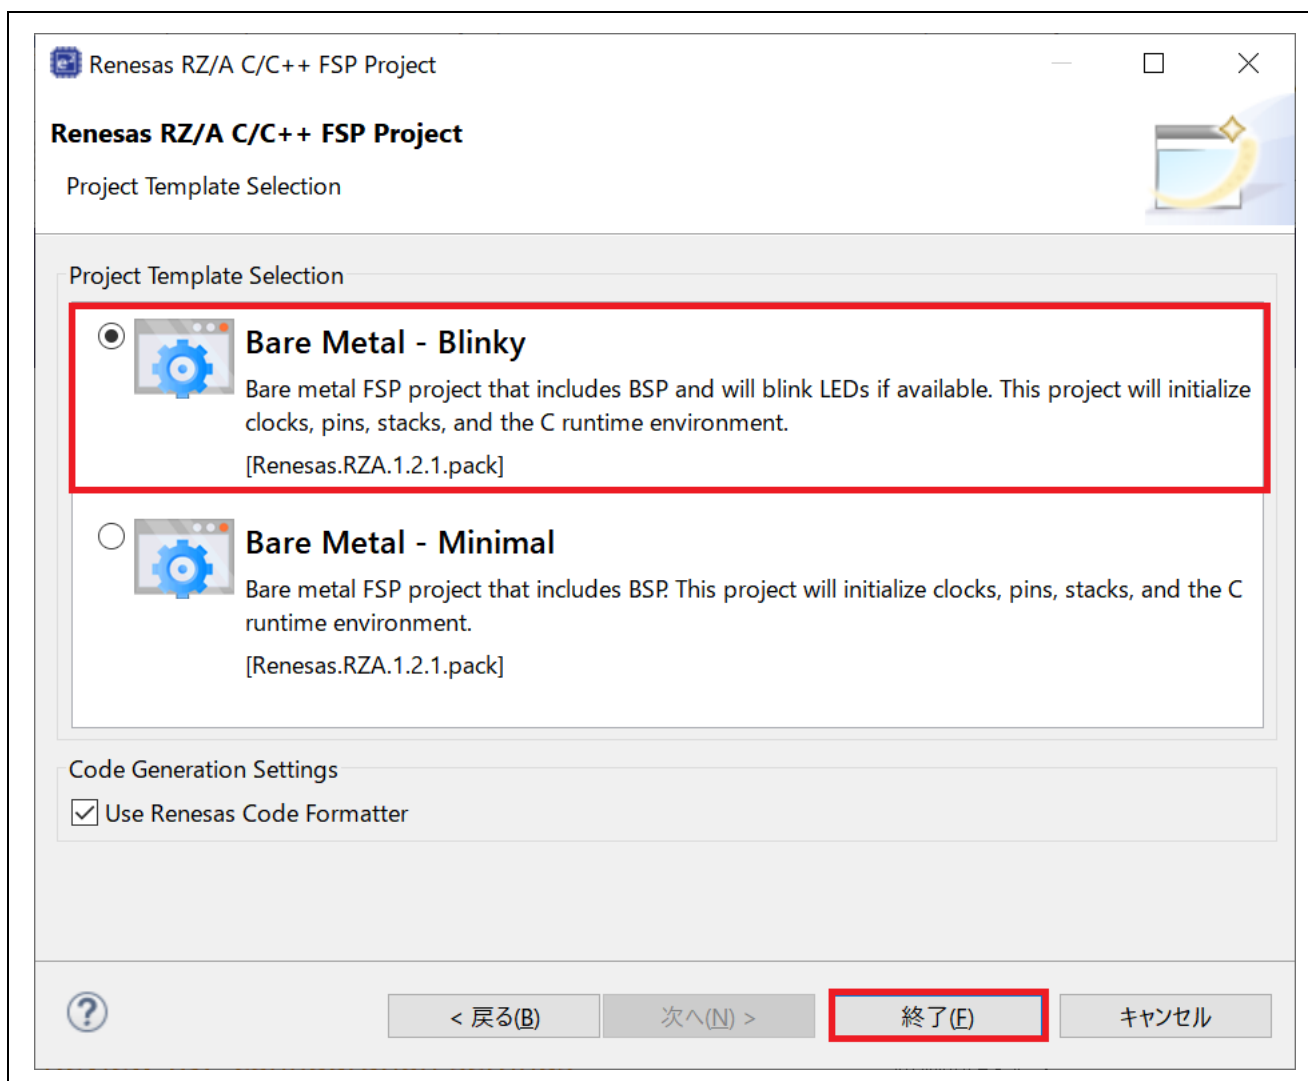 Renesas RZ/A C/C++ FSP Project
Renesas RZ/A C/C++ FSP Project
Project Template Selection
Project Template Selection
Bare Metal - Blinky
Bare metal FSP project that includes BSP and will blink LEDs if available. This project will initialize
clocks, pins, stacks, and the C runtime environment.
[Renesas.RZA.1.2.1.pack]
Bare Metal - Minimal
Bare metal FSP project that includes BSP. This project will initialize clocks, pins, stacks, and the C
runtime environment.
[Renesas.RZA.1.2.1.pack]
Code Generation Settings
Use Renesas Code Formatter
< 戻る(B) 次へ(N) > 終了(F) キャンセル